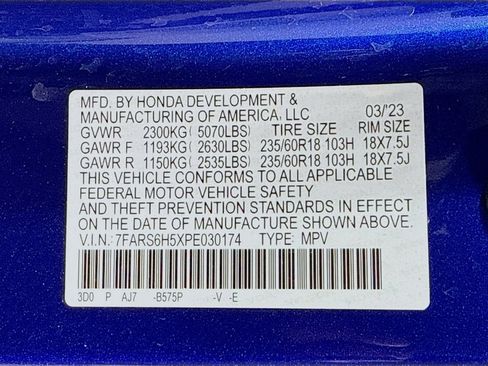 MFD. BY HONDA DEVELOPMENT &
MANUFACTURING OF AMERICA, LLC 03/'23
GVWR 2300KG( 5070LBS) TIRE SIZE RIM SIZE
GAWR F 1193KG( 2630LBS) 235/60R18 103H 18X7.5J
GAWR R 1150KG( 2535LBS) 235/60R18 103H 18X7.5J
THIS VEHICLE CONFORMS TO ALL APPLICABLE
FEDERAL MOTOR VEHICLE SAFETY
AND THEFT PREVENTION STANDARDS IN EFFECT
ON THE DATE OF MANUFACTURE SHOWN ABOVE.
V.I.N.: 7FARS6H5XPE030174 TYPE: MPV
3D0 P AJ7 -B575P -V -E